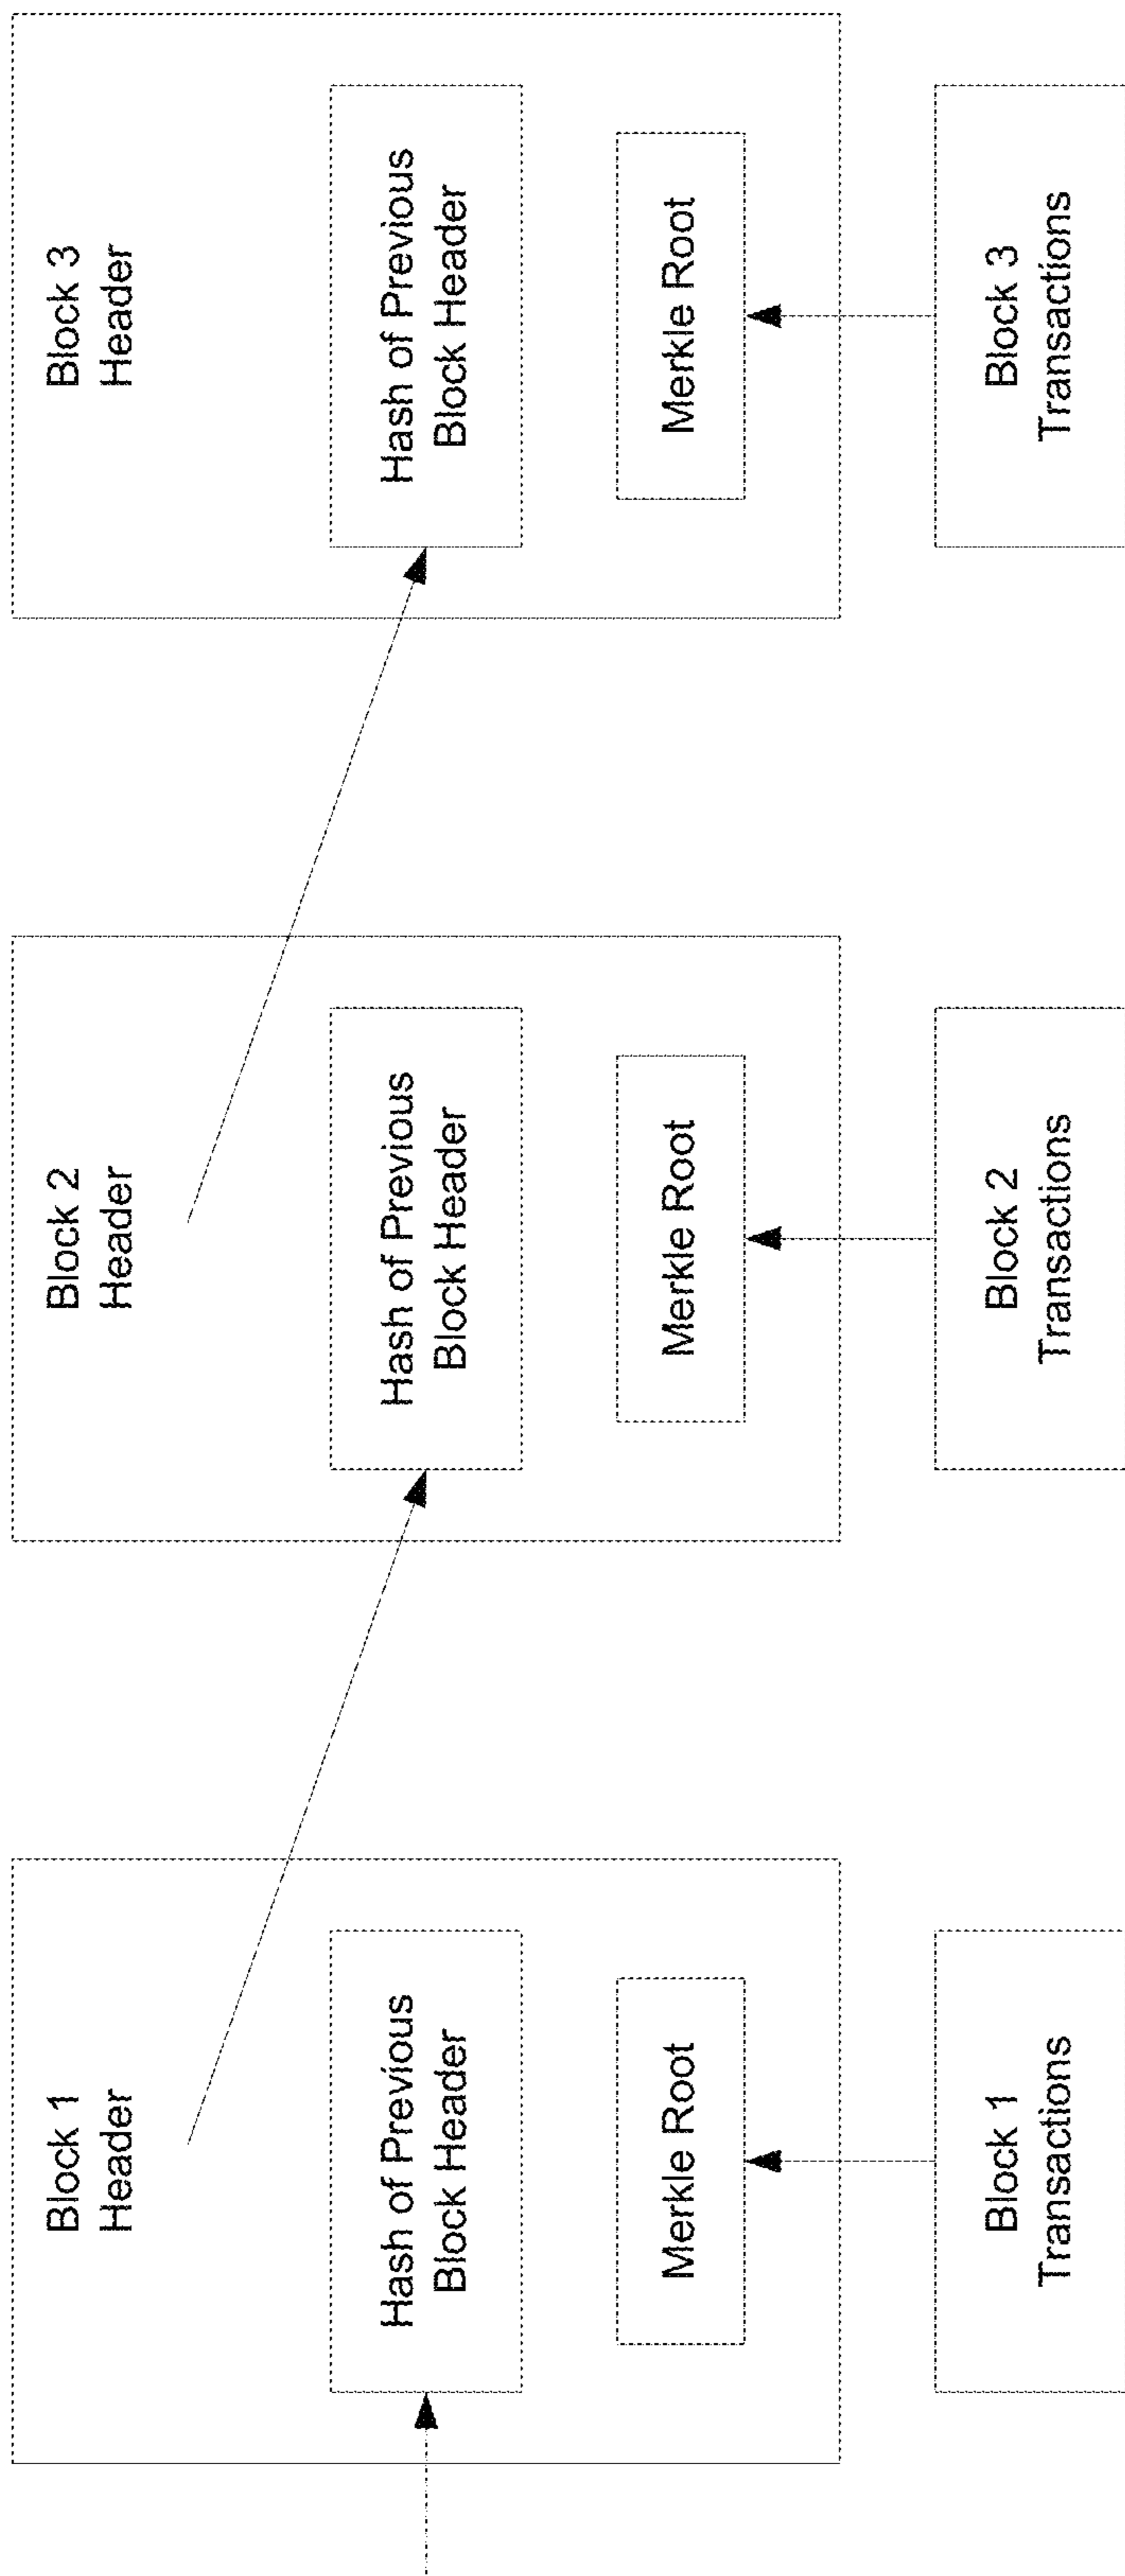 Block 1
Header
Hash of Previous
Block Header
Merkle Root
Block 1
Transactions
Block 2
Header
Hash of Previous
Block Header
Merkle Root
Block 2
Transactions
Block 3
Header
Hash of Previous
Block Header
Merkle Root
Block 3
Transactions